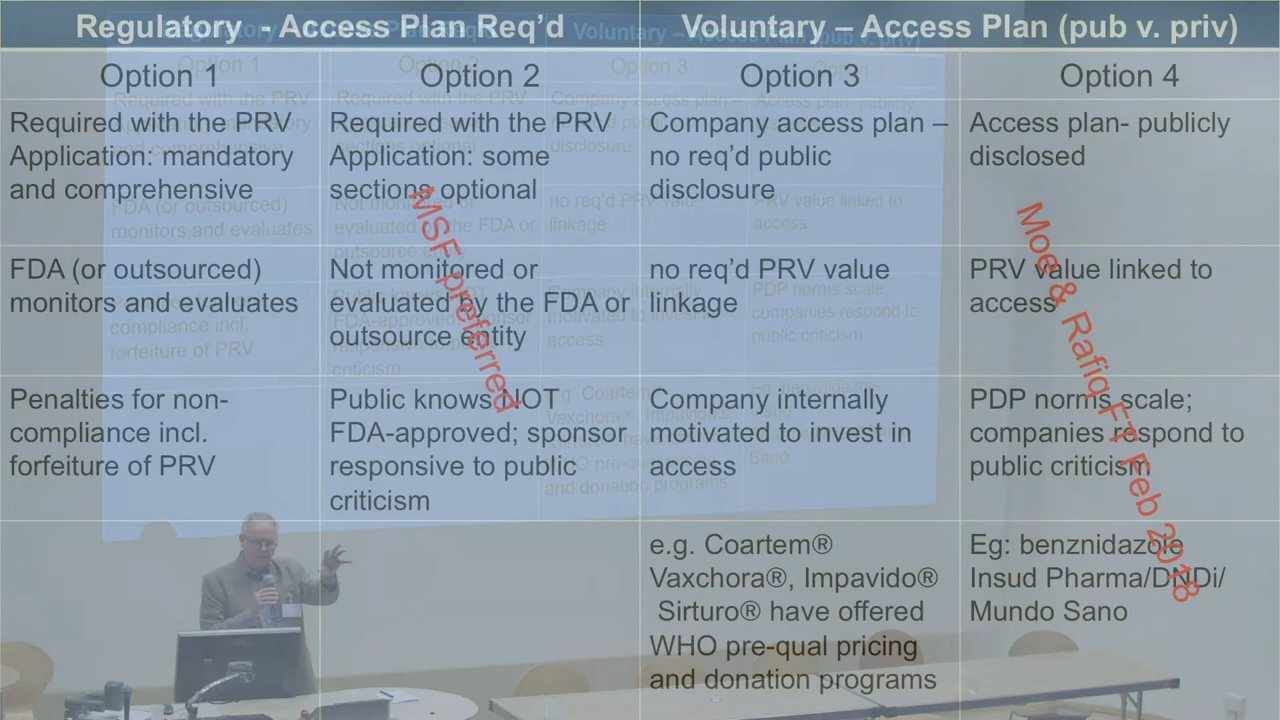 Regulatory - Access Plan Req’d
Voluntary – Access Plan (pub v. priv)
Option 1
Option 2
Option 3
Option 4
Required with the PRV
Application: mandatory
and comprehensive
Required with the PRV
Application: some
sections optional
Company access plan –
no req’d public
disclosure
Access plan- publicly
disclosed
FDA (or outsourced)
monitors and evaluates
Not monitored or
evaluated by the FDA or
outsource entity
no req’d PRV value
linkage
PRV value linked to
access
Penalties for non-
compliance incl.
forfeiture of PRV
Public knows NOT
FDA-approved; sponsor
responsive to public
criticism
Company internally
motivated to invest in
access
PDP norms scale;
companies respond to
public criticism
e.g. Coartem®
Vaxchora®, Impavido®
Sirturo® have offered
WHO pre-qual pricing
and donation programs
Eg: benznidazole
Insud Pharma/DNDi/
Mundo Sano
MSF preferred
Moe & Rafiq FT Feb 2018